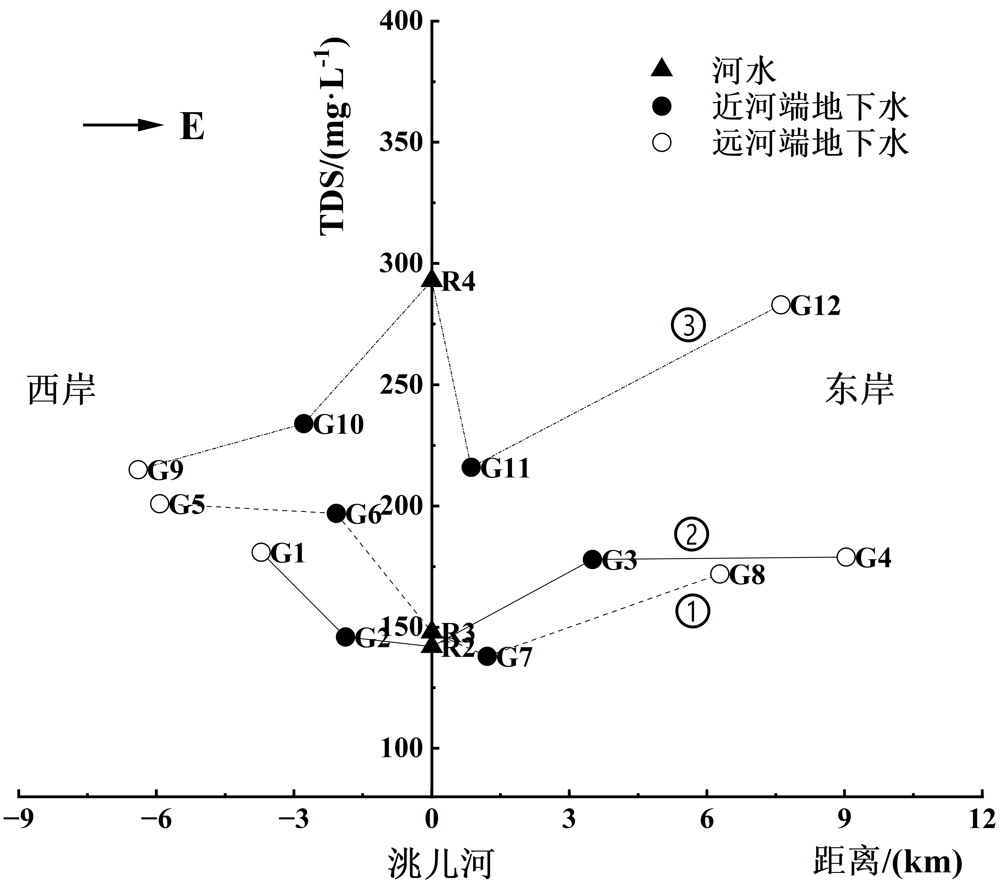 400
TDS/(mg·L-1)
河水
近河端地下水
E
350
远河端地下水
300
R4
G12
③
西岸
250
东岸
G10
G9
G11
G5
G6
200
②
G1
G3
G4
G8
①
150
R3
G2
R2
G7
100
−9
−6
−3
0
3
6
9
12
洮儿河
距离/(km)